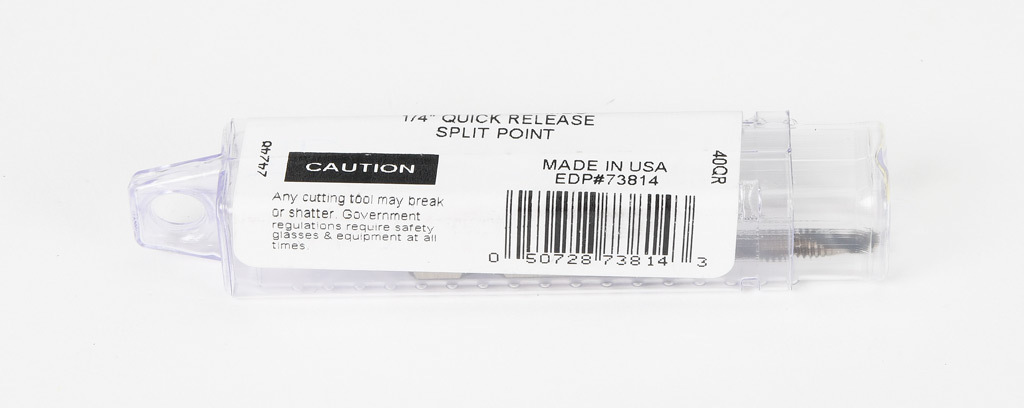 1/4" QUICK RELEASE
SPLIT POINT
CAUTION
Any cutting tool may break
or shatter. Government
regulations require safety
glasses & equipment at all
times.
MADE IN USA
EDP#73814
0 50728 73814 3
40QR